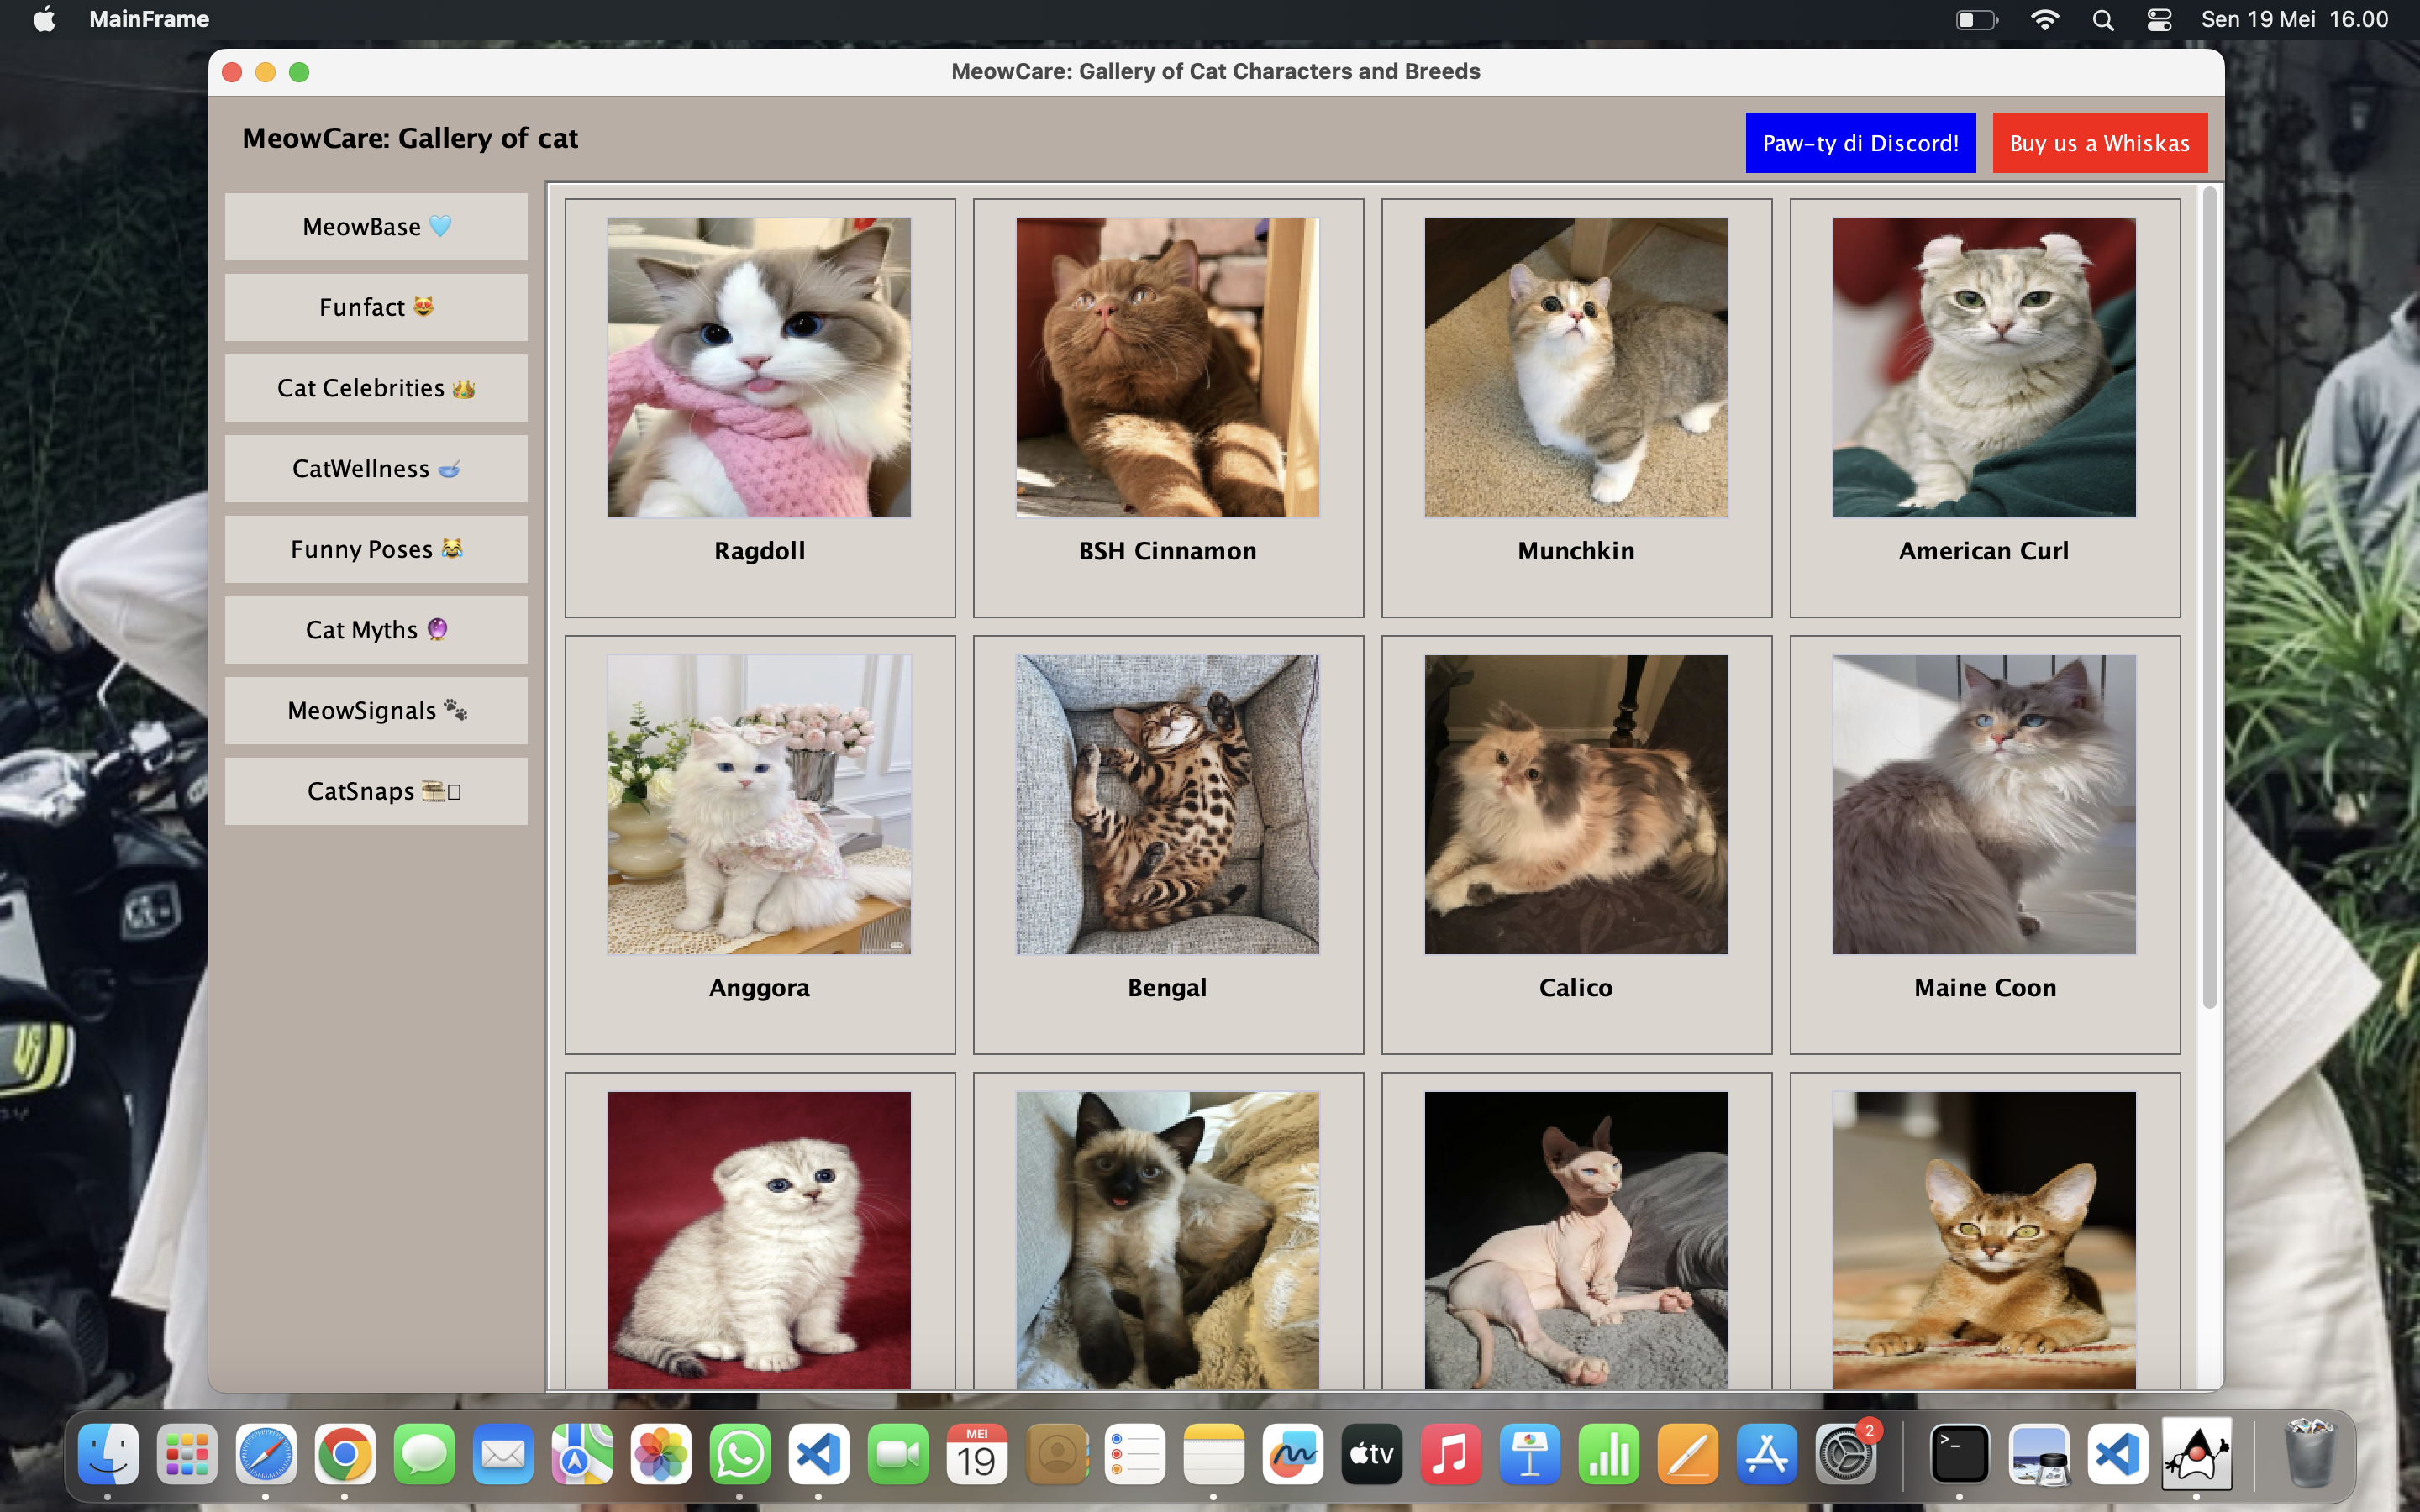 MainFrame
Sen 19 Mei 16.00
MeowCare: Gallery of Cat Characters and Breeds
MeowCare: Gallery of cat
Paw-ty di Discord!
Buy us a Whiskas
MeowBase 🩵
Funfact 😻
Cat Celebrities 👑
CatWellness 🥣
Funny Poses 😹
Cat Myths 🔮
MeowSignals 🐾
CatSnaps
Ragdoll
BSH Cinnamon
Munchkin
American Curl
Anggora
Bengal
Calico
Maine Coon
MEI
19
tv
2
>_